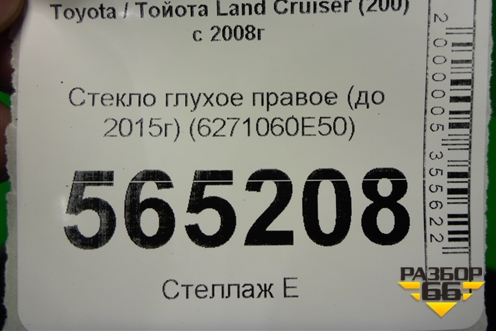 Toyota / Тойота Land Cruiser (200)
с 2008г
Стекло глухое правое (до
2015г) (6271060E50)
565208
Стеллаж Е
2000005355622
РАЗБОР
66